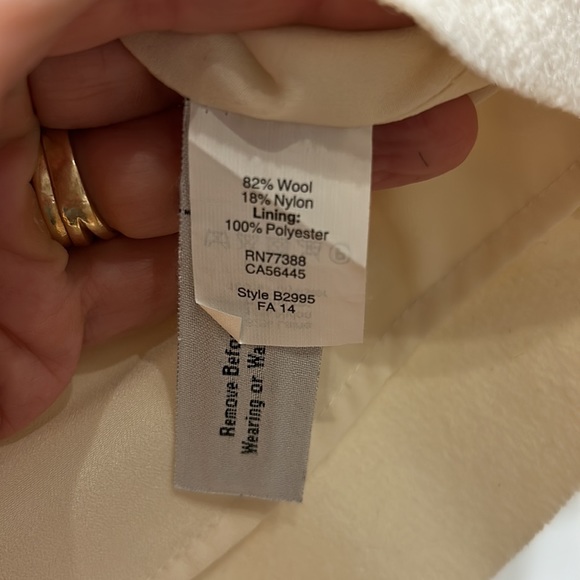 82% Wool
18% Nylon
Lining:
100% Polyester
RN77388
CA56445
Style B2995
FA 14
Remove Befo
Wearing or Wa